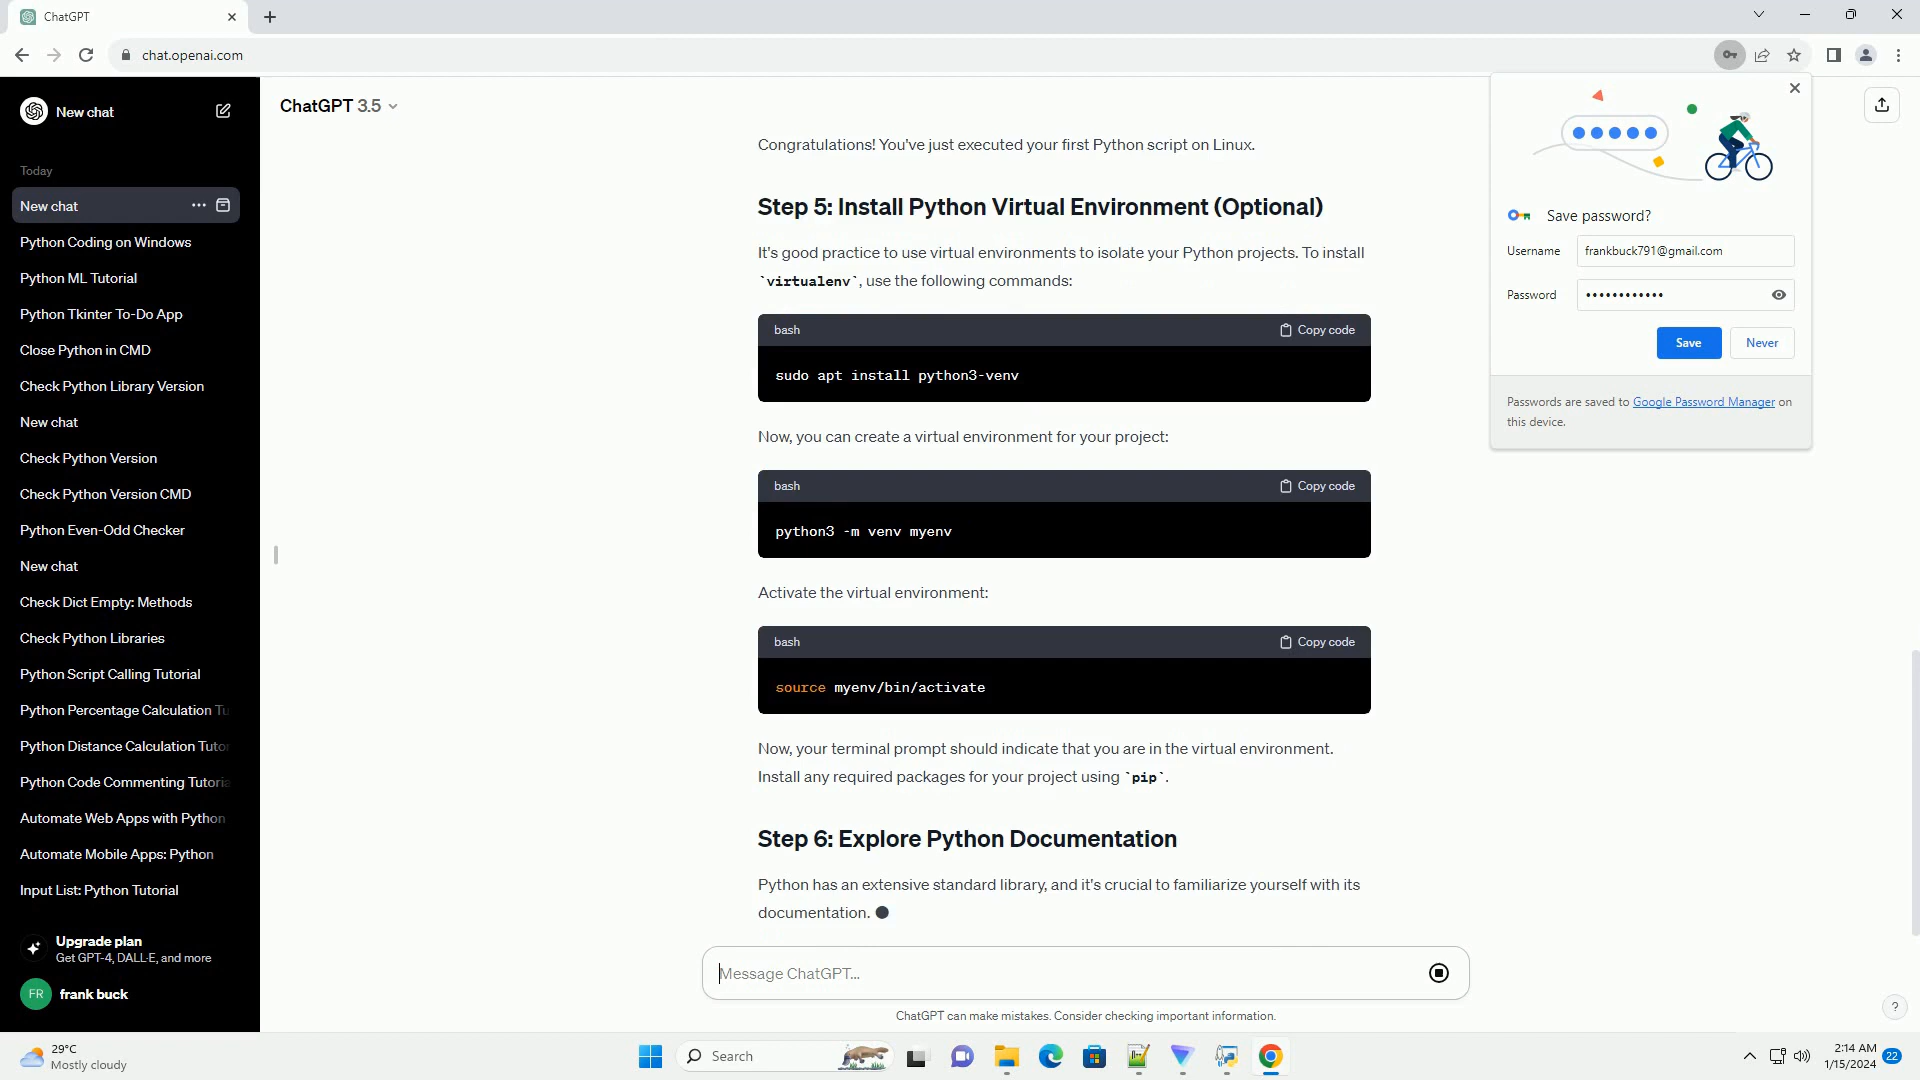 ChatGPT
chat.openai.com
New chat
Today
New chat
Python Coding on Windows
Python ML Tutorial
Python Tkinter To-Do App
Close Python in CMD
Check Python Library Version
New chat
Check Python Version
Check Python Version CMD
Python Even-Odd Checker
New chat
Check Dict Empty: Methods
Check Python Libraries
Python Script Calling Tutorial
Python Percentage Calculation Tu
Python Distance Calculation Tutor
Python Code Commenting Tutoria
Automate Web Apps with Python
Automate Mobile Apps: Python
Input List: Python Tutorial
Upgrade plan
Get GPT-4, DALL·E, and more
FR
frank buck
ChatGPT 3.5
Congratulations! You've just executed your first Python script on Linux.
Step 5: Install Python Virtual Environment (Optional)
It's good practice to use virtual environments to isolate your Python projects. To install
`virtualenv`, use the following commands:
bash Copy code
sudo apt install python3-venv
Now, you can create a virtual environment for your project:
bash Copy code
python3 -m venv myenv
Activate the virtual environment:
bash Copy code
source myenv/bin/activate
Now, your terminal prompt should indicate that you are in the virtual environment.
Install any required packages for your project using `pip`.
Step 6: Explore Python Documentation
Python has an extensive standard library, and it's crucial to familiarize yourself with its
documentation.
Message ChatGPT...
ChatGPT can make mistakes. Consider checking important information.
?
Save password?
Username frankbuck791@gmail.com
Password ••••••••••••
Save Never
Passwords are saved to Google Password Manager on
this device.
29°C
Mostly cloudy
Search
2:14 AM
1/15/2024
22